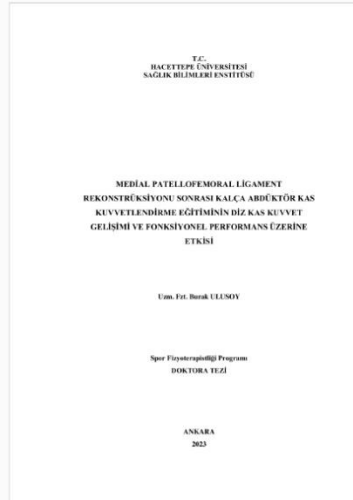 T.C.
HACETTEPE ÜNİVERSİTESİ
SAĞLIK BİLİMLERİ ENSTİTÜSÜ
MEDİAL PATELLOFEMORAL LİGAMENT
REKONSTRÜKSİYONU SONRASI KALÇA ABDÜKTÖR KAS
KUVVETLENDİRME EĞİTİMİNİN DİZ KAS KUVVET
GELİŞİMİ VE FONKSİYONEL PERFORMANS ÜZERİNE
ETKİSİ
Uzm. Fzt. Burak ULUSOY
Spor Fizyoterapistliği Programı
DOKTORA TEZİ
ANKARA
2023